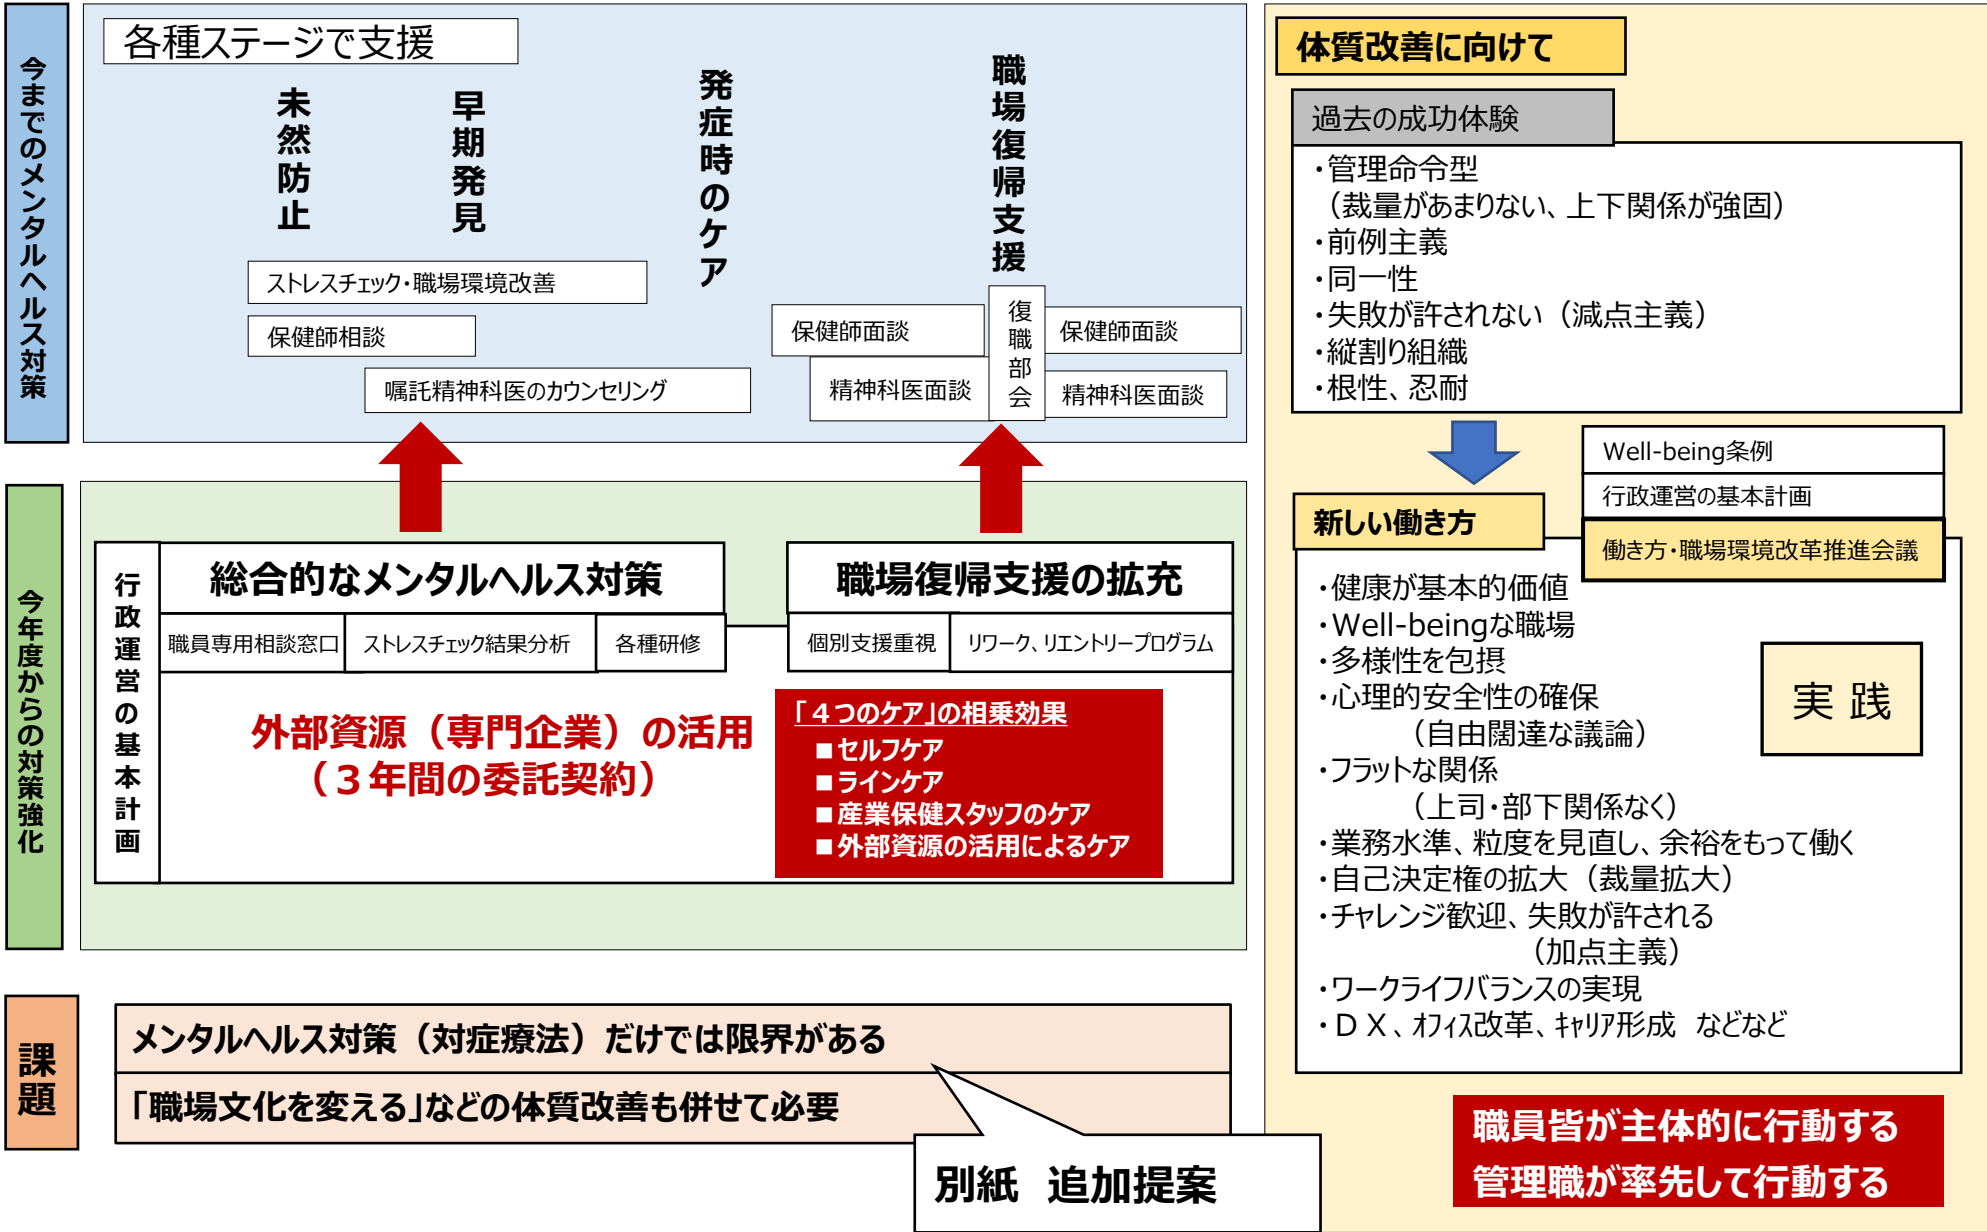 今までのメンタルヘルス対策
各種ステージで支援
未然防止
早期発見
発症時のケア
職場復帰支援
ストレスチェック・職場環境改善
保健師相談
嘱託精神科医のカウンセリング
保健師面談
精神科医面談
復職部会
保健師面談
精神科医面談
今年度からの対策強化
行政運営の基本計画
総合的なメンタルヘルス対策
職員専用相談窓口
ストレスチェック結果分析
各種研修
職場復帰支援の拡充
個別支援重視
リワーク、リエントリープログラム
外部資源（専門企業）の活用
（３年間の委託契約）
「４つのケア」の相乗効果
■セルフケア
■ラインケア
■産業保健スタッフのケア
■外部資源の活用によるケア
課題
メンタルヘルス対策（対症療法）だけでは限界がある
「職場文化を変える」などの体質改善も併せて必要
別紙　追加提案
体質改善に向けて
過去の成功体験
・管理命令型
（裁量があまりない、上下関係が強固）
・前例主義
・同一性
・失敗が許されない（減点主義）
・縦割り組織
・根性、忍耐
Well-being条例
行政運営の基本計画
働き方・職場環境改革推進会議
新しい働き方
・健康が基本的価値
・Well-beingな職場
・多様性を包摂
・心理的安全性の確保
（自由闊達な議論）
・フラットな関係
（上司・部下関係なく）
・業務水準、粒度を見直し、余裕をもって働く
・自己決定権の拡大（裁量拡大）
・チャレンジ歓迎、失敗が許される
（加点主義）
・ワークライフバランスの実現
・ＤＸ、オフィス改革、キャリア形成　などなど
実践
職員皆が主体的に行動する
管理職が率先して行動する